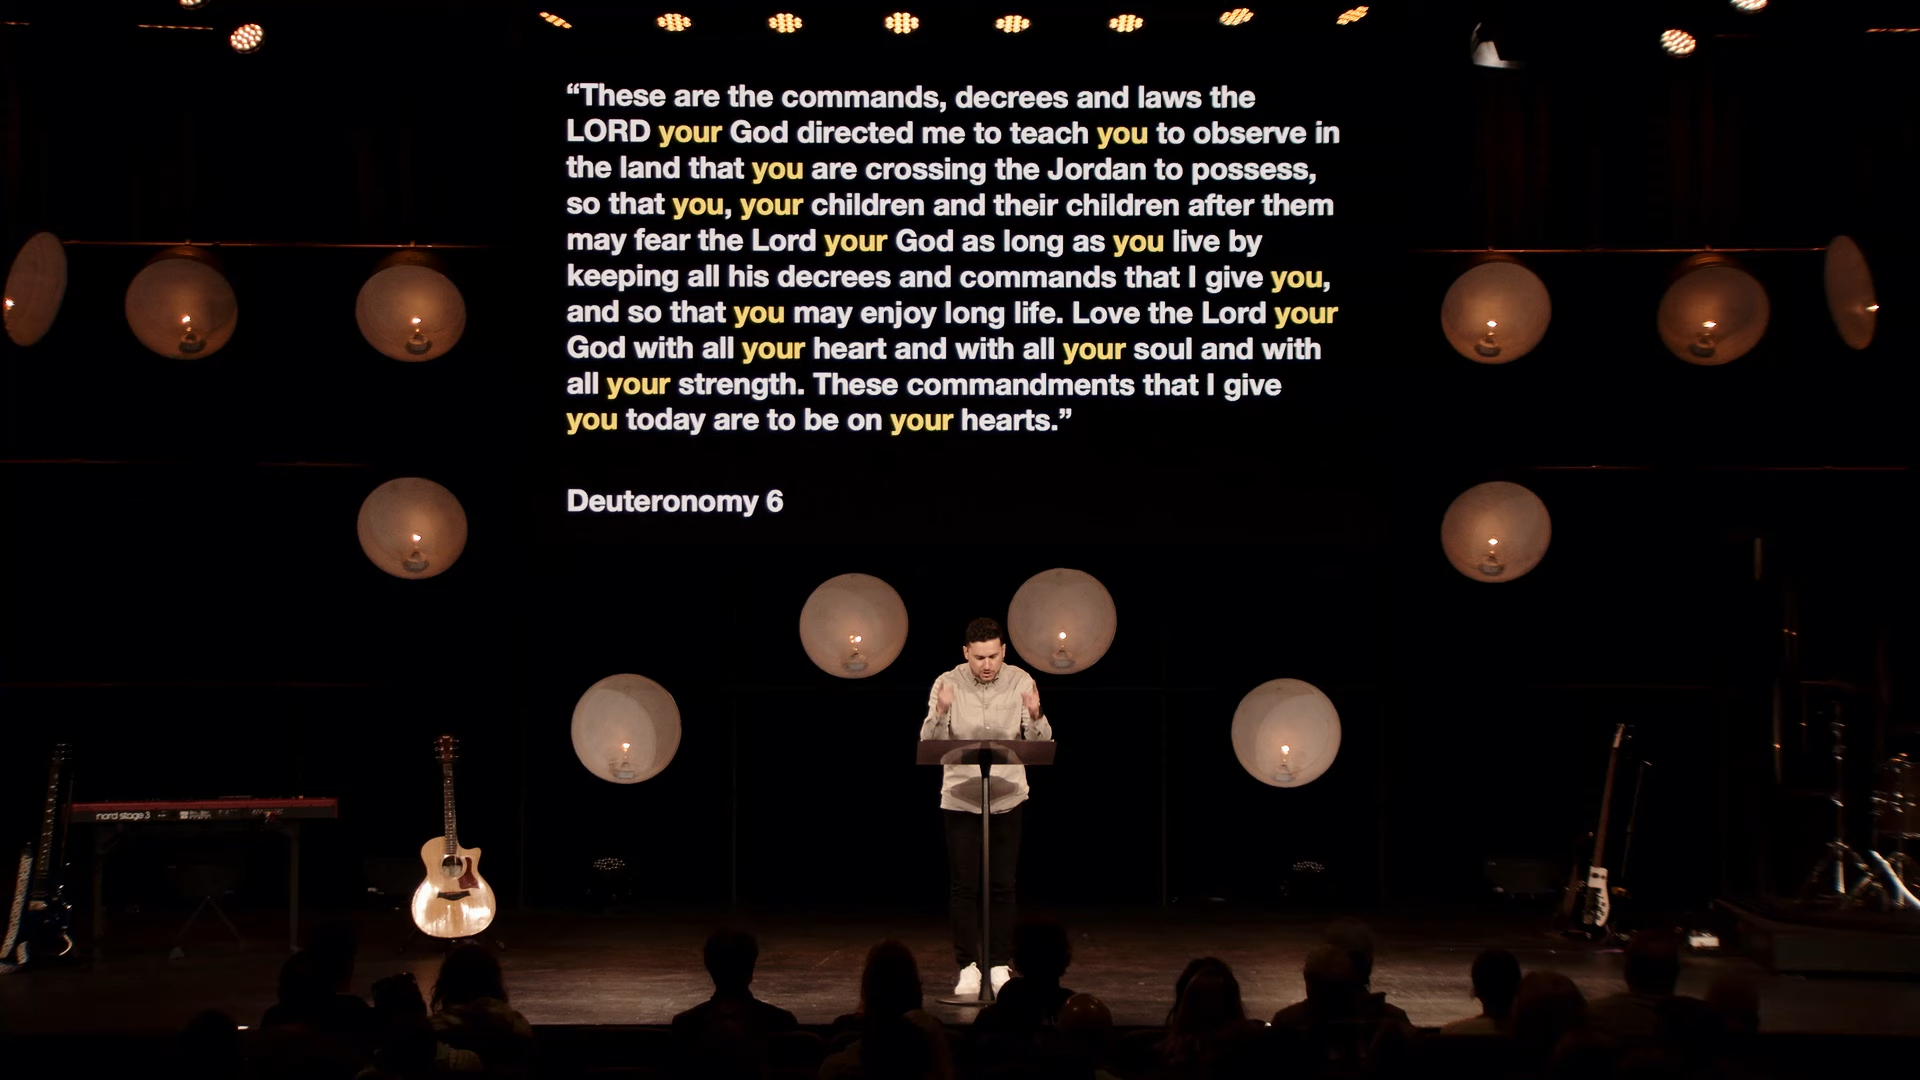 “These are the commands, decrees and laws the
LORD your God directed me to teach you to observe in
the land that you are crossing the Jordan to possess,
so that you, your children and their children after them
may fear the Lord your God as long as you live by
keeping all his decrees and commands that I give you,
and so that you may enjoy long life. Love the Lord your
God with all your heart and with all your soul and with
all your strength. These commandments that I give
you today are to be on your hearts.”
Deuteronomy 6
nord stage 3